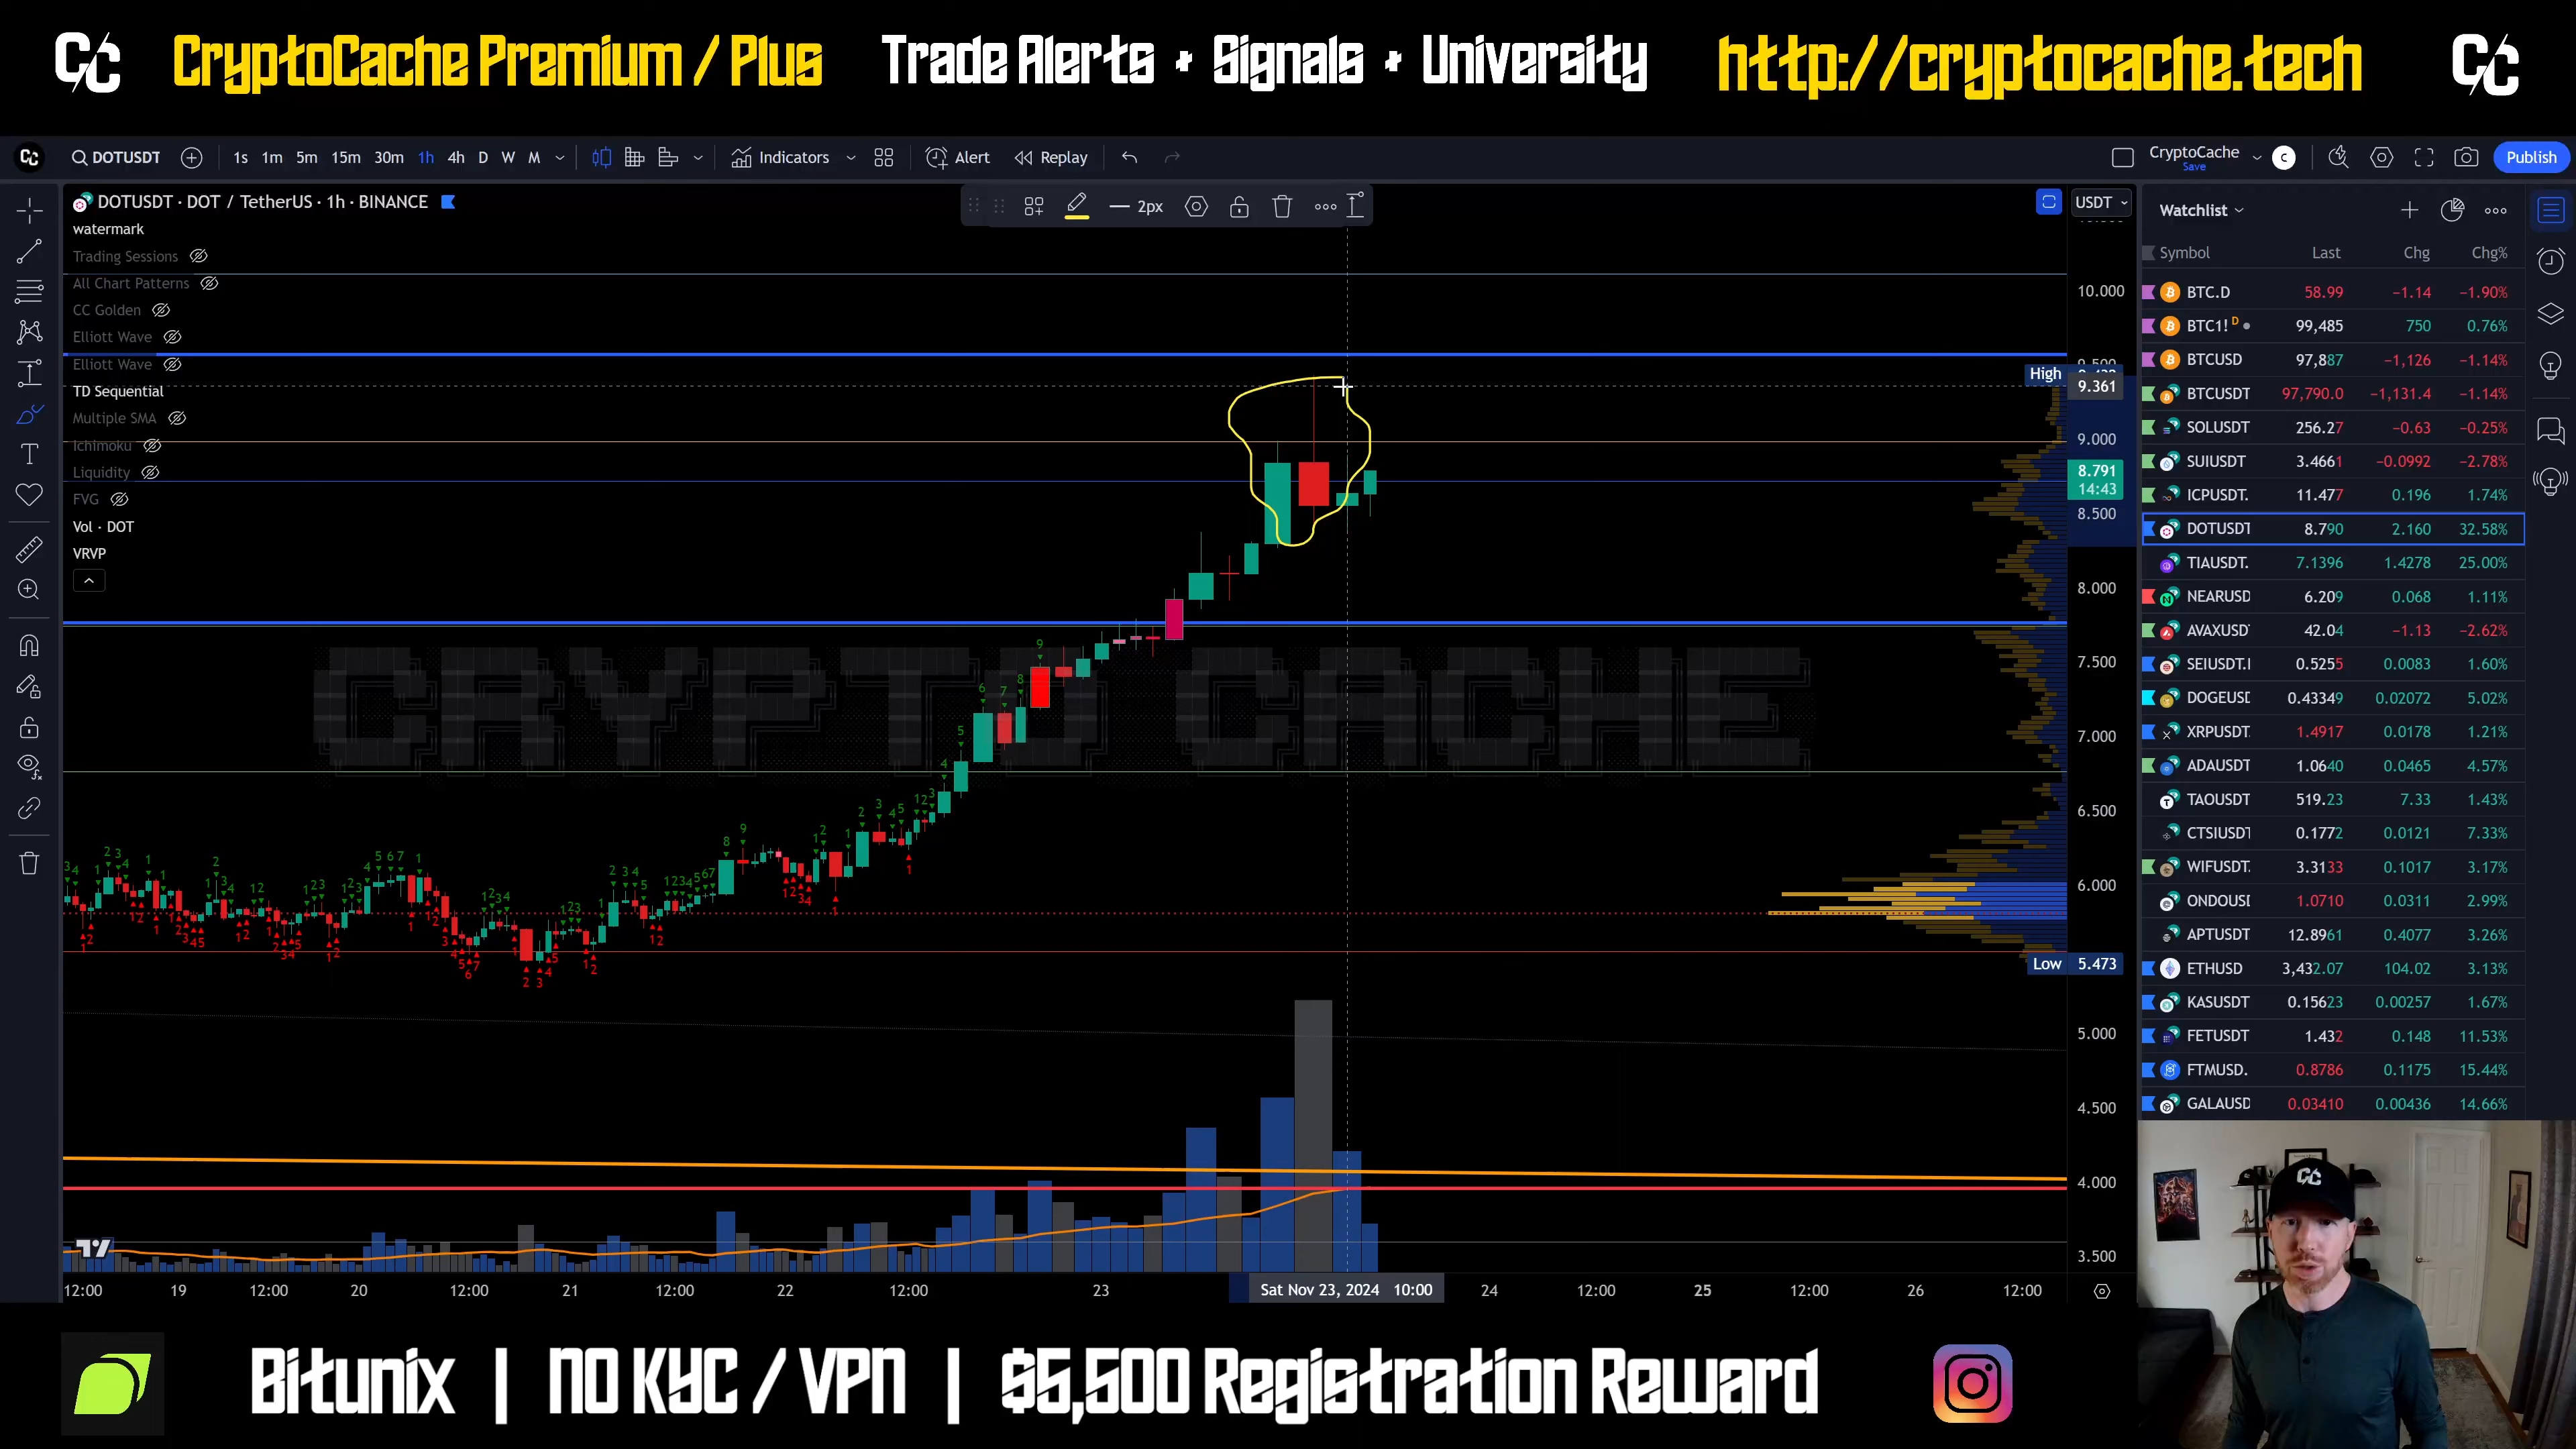 CryptoCache Premium / Plus Trade Alerts + Signals + University http://cryptocache.tech
DOTUSDT 1s 1m 5m 15m 30m 1h 4h D W M Indicators Alert Replay CryptoCache Save C Publish
DOTUSDT · DOT / TetherUS · 1h · BINANCE
watermark
Trading Sessions
All Chart Patterns
CC Golden
Elliott Wave
Elliott Wave
TD Sequential
Multiple SMA
Ichimoku
Liquidity
FVG
Vol · DOT
VRVP
2px
USDT
10.000
High
9.361
9.000
8.791
14:43
8.500
8.000
7.500
7.000
6.500
6.000
Low 5.473
5.000
4.500
4.000
3.500
CRYPTO CACHE
12:00 19 12:00 20 12:00 21 12:00 22 12:00 23 Sat Nov 23, 2024 10:00 24 12:00 25 12:00 26 12:00
Watchlist
Symbol Last Chg Chg%
BTC.D 58.99 −1.14 −1.90%
BTC1! D 99,485 750 0.76%
BTCUSD 97,887 −1,126 −1.14%
BTCUSDT 97,790.0 −1,131.4 −1.14%
SOLUSDT 256.27 −0.63 −0.25%
SUIUSDT 3.4661 −0.0992 −2.78%
ICPUSDT. 11.477 0.196 1.74%
DOTUSDT 8.790 2.160 32.58%
TIAUSDT. 7.1396 1.4278 25.00%
NEARUSD 6.209 0.068 1.11%
AVAXUSD 42.04 −1.13 −2.62%
SEIUSDT.I 0.5255 0.0083 1.60%
DOGEUSD 0.43349 0.02072 5.02%
XRPUSDT. 1.4917 0.0178 1.21%
ADAUSDT 1.0640 0.0465 4.57%
TAOUSDT 519.23 7.33 1.43%
CTSIUSDT 0.1772 0.0121 7.33%
WIFUSDT. 3.3133 0.1017 3.17%
ONDOUSD 1.0710 0.0311 2.99%
APTUSDT 12.8961 0.4077 3.26%
ETHUSD 3,432.07 104.02 3.13%
KASUSDT 0.15623 0.00257 1.67%
FETUSDT 1.432 0.148 11.53%
FTMUSD. 0.8786 0.1175 15.44%
GALAUSD 0.03410 0.00436 14.66%
Bitunix | NO KYC / VPN | $5,500 Registration Reward